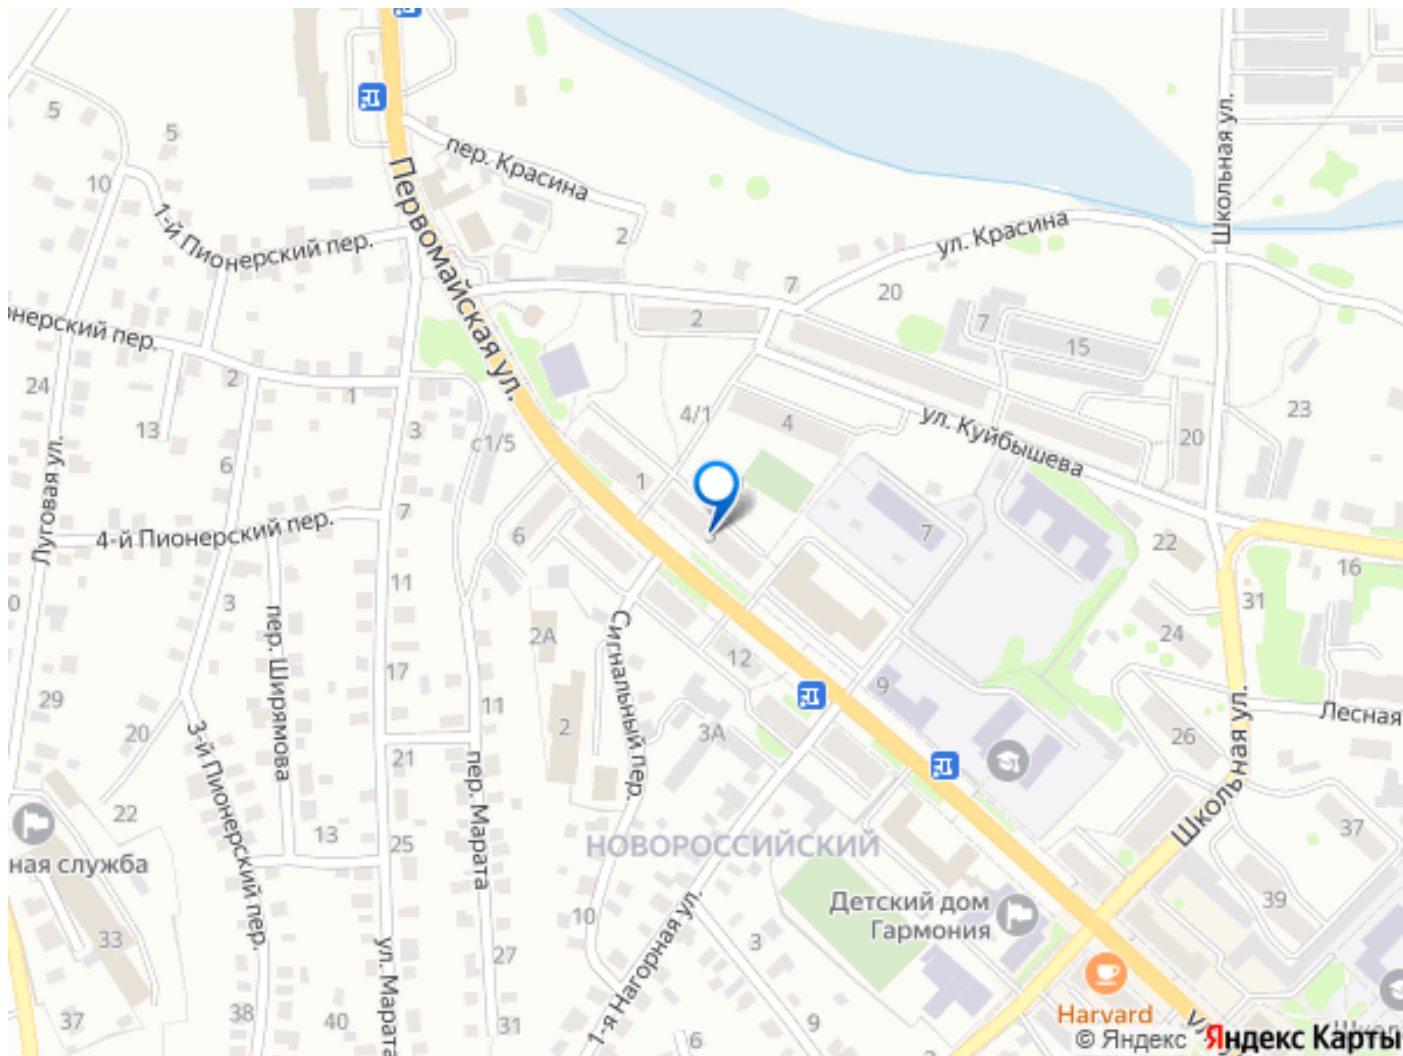 5
5
10
1-й Пионерский пер.
Первомайская ул.
пер. Красина
2
ул. Красина
Школьная ул.
7
20
2
7
15
онерский пер.
24
2
1
13
3
6
с1/5
4/1
4
ул. Куйбышева
20
23
Луговая ул.
4-й Пионерский пер.
7
1
6
3
7
22
16
31
11
3
пер. Ширямова
2А
Сигнальный пер.
12
24
9
29
17
11
2
3А
26
Лесная
20
3-й Пионерский пер.
21
пер. Марата
Школьная ул.
22
13
25
НОВОРОССИЙСКИЙ
37
ная служба
39
Детский дом
Гармония
10
1-я Нагорная ул.
3
33
27
ул. Марата
37
38
40
31
9
Harvard
© Яндекс
Яндекс Карты